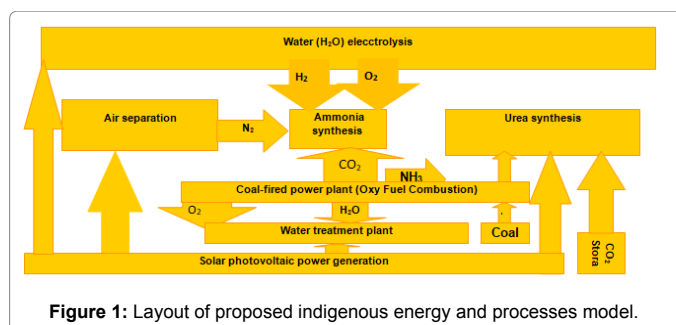 Water (H₂O) elecctrolysis
H₂
O₂
Air separation
N₂
Ammonia
synthesis
Urea synthesis
CO₂
NH₃
Coal-fired power plant (Oxy Fuel Combustion)
O₂
H₂O
Water treatment plant
Coal
CO₂
Stora
Solar photovoltaic power generation
Figure 1: Layout of proposed indigenous energy and processes model.